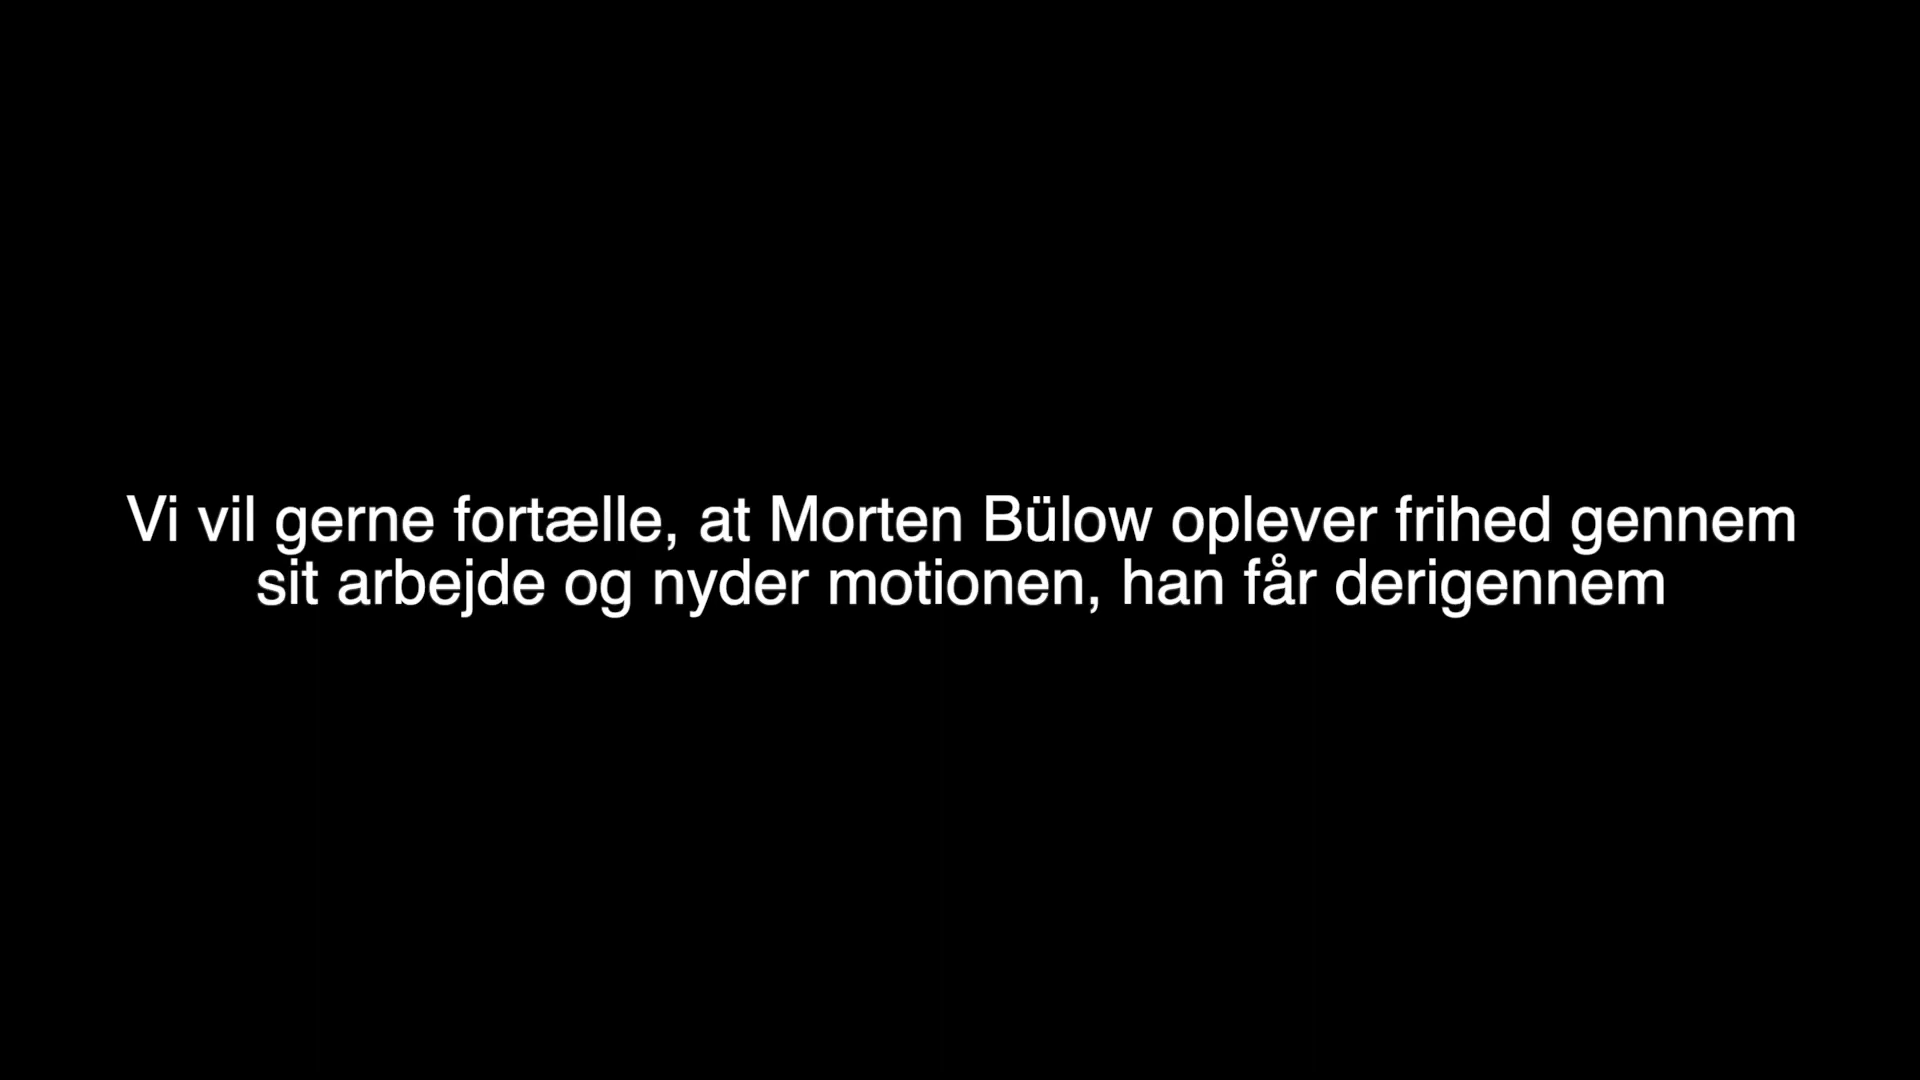 Vi vil gerne fortælle, at Morten Bülow oplever frihed gennem
sit arbejde og nyder motionen, han får derigennem